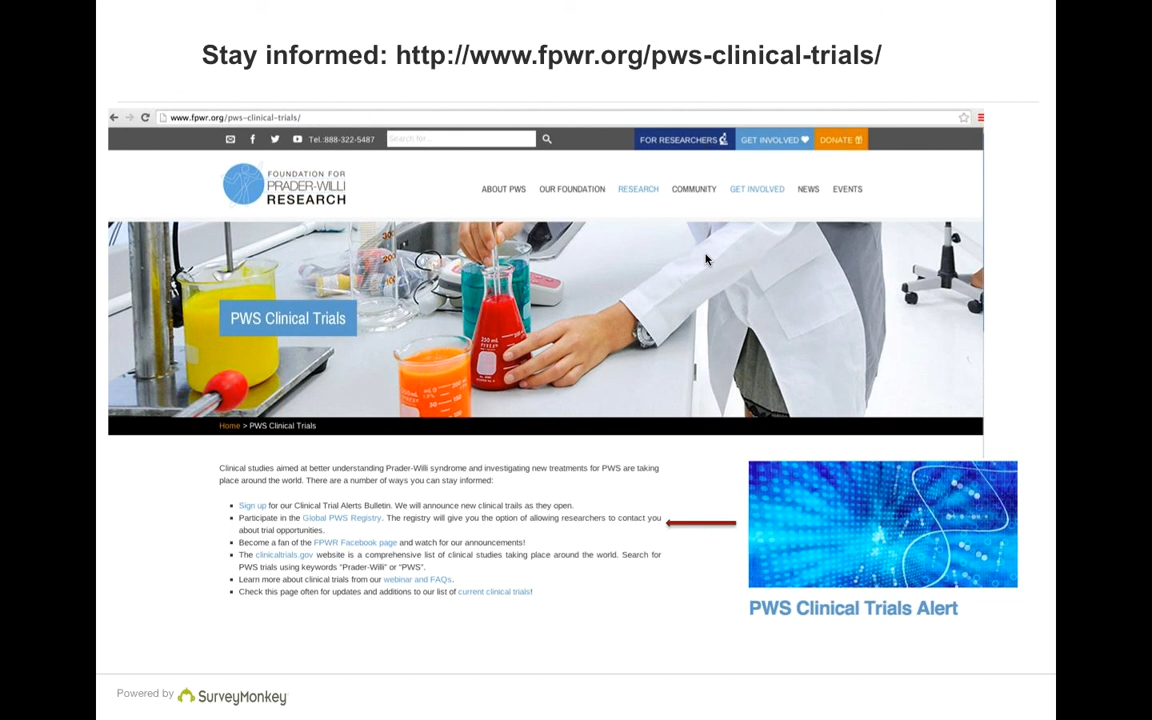 Stay informed: http://www.fpwr.org/pws-clinical-trials/
www.fpwr.org/pws-clinical-trials/
Tel.:888-322-5487 Search for... FOR RESEARCHERS GET INVOLVED DONATE
FOUNDATION FOR
PRADER-WILLI
RESEARCH
ABOUT PWS OUR FOUNDATION RESEARCH COMMUNITY GET INVOLVED NEWS EVENTS
PWS Clinical Trials
Home > PWS Clinical Trials
Clinical studies aimed at better understanding Prader-Willi syndrome and investigating new treatments for PWS are taking
place around the world. There are a number of ways you can stay informed:
Sign up for our Clinical Trial Alerts Bulletin. We will announce new clinical trails as they open.
Participate in the Global PWS Registry. The registry will give you the option of allowing researchers to contact you
about trial opportunities.
Become a fan of the FPWR Facebook page and watch for our announcements!
The clinicaltrials.gov website is a comprehensive list of clinical studies taking place around the world. Search for
PWS trials using keywords “Prader-Willi” or “PWS”.
Learn more about clinical trials from our webinar and FAQs.
Check this page often for updates and additions to our list of current clinical trials!
PWS Clinical Trials Alert
Powered by SurveyMonkey